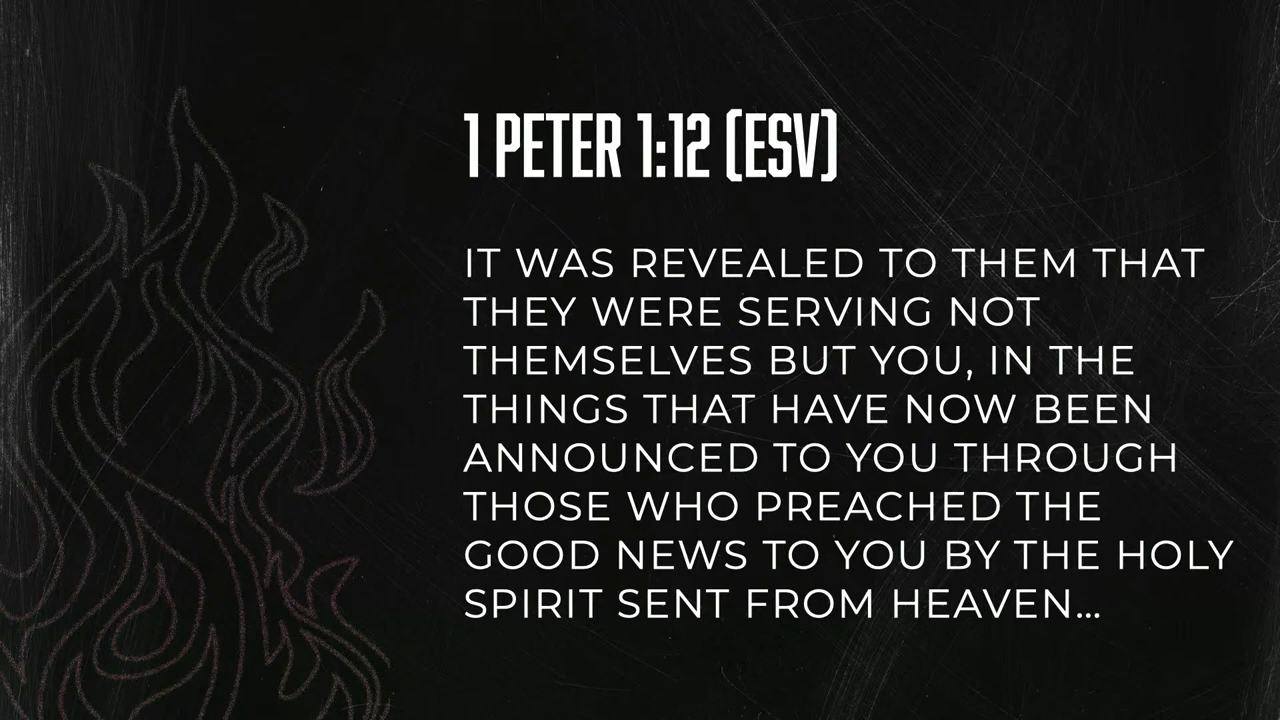 1 PETER 1:12 (ESV)
IT WAS REVEALED TO THEM THAT
THEY WERE SERVING NOT
THEMSELVES BUT YOU, IN THE
THINGS THAT HAVE NOW BEEN
ANNOUNCED TO YOU THROUGH
THOSE WHO PREACHED THE
GOOD NEWS TO YOU BY THE HOLY
SPIRIT SENT FROM HEAVEN...